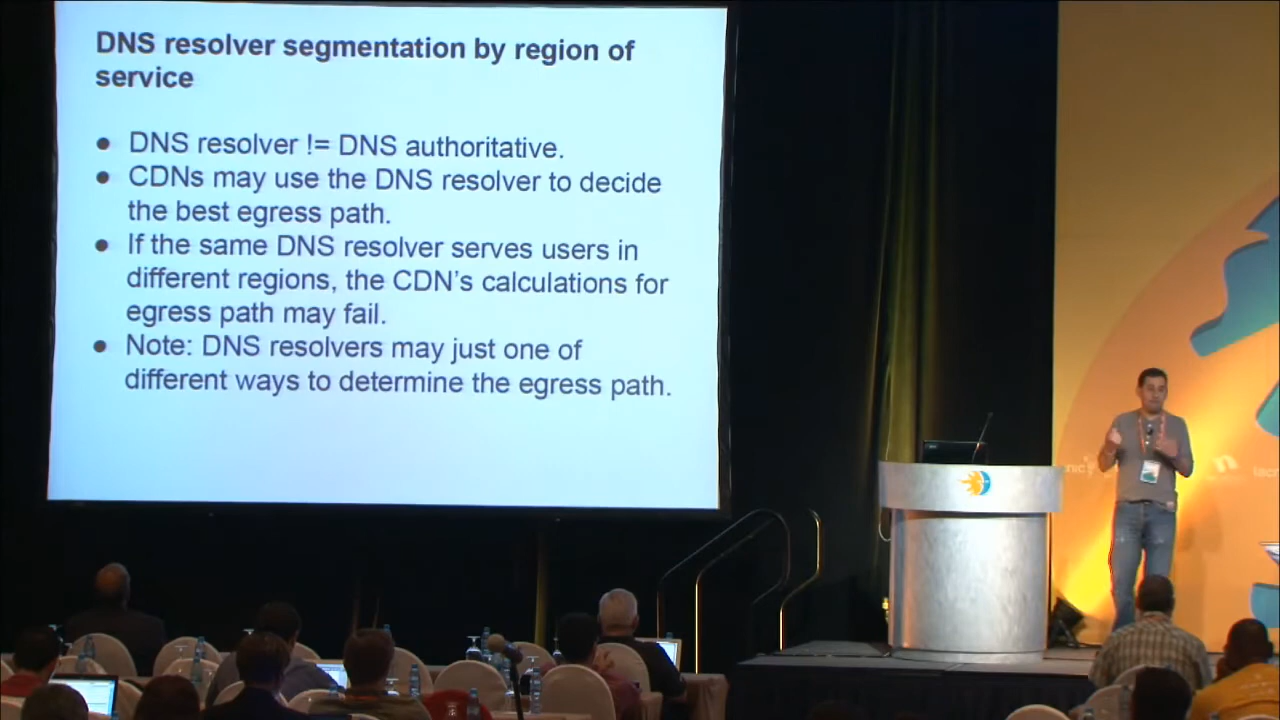 DNS resolver segmentation by region of
service
● DNS resolver != DNS authoritative.
● CDNs may use the DNS resolver to decide
the best egress path.
● If the same DNS resolver serves users in
different regions, the CDN's calculations for
egress path may fail.
● Note: DNS resolvers may just one of
different ways to determine the egress path.